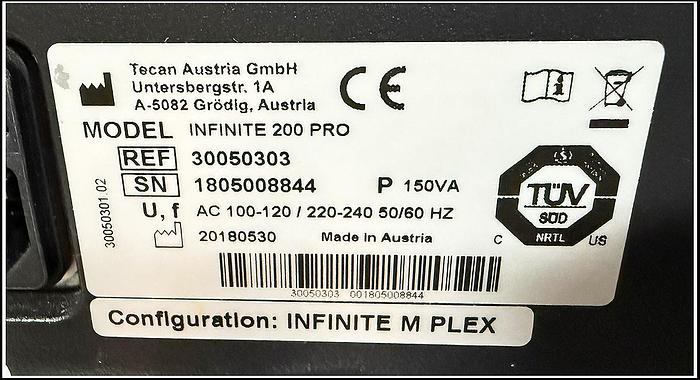 Tecan Austria GmbH
Untersbergstr. 1A
A-5082 Grödig, Austria
CE
MODEL INFINITE 200 PRO
REF 30050303
SN 1805008844 P 150VA
U, f AC 100-120 / 220-240 50/60 HZ
20180530 Made in Austria
30050301.02
TÜV
SÜD
C NRTL US
30050303 001805008844
Configuration: INFINITE M PLEX